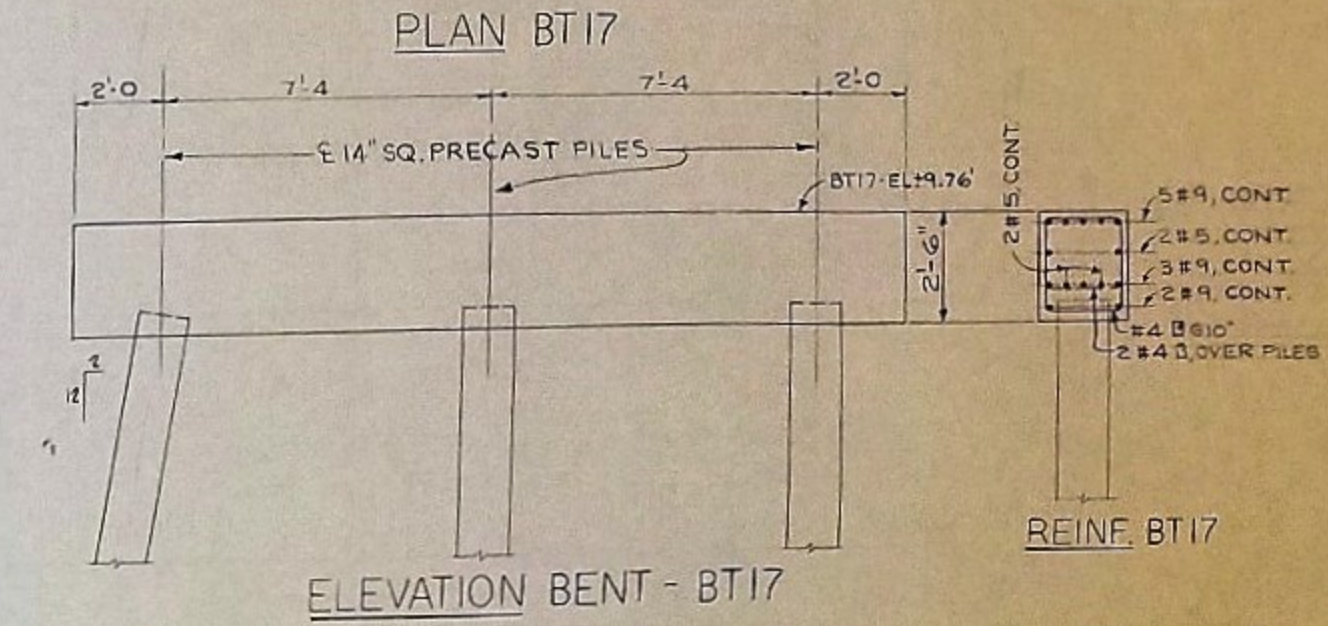 PLAN BT17
2'-0 7'-4 7'-4 2'-0
℄ 14" SQ. PRECAST PILES
BT17-EL+9.76'
2'-6"
2#5, CONT
5#9, CONT.
2#5, CONT.
3#9, CONT.
2#9, CONT.
#4 @10"
2#4 OVER PILES
2
12
REINF. BT17
ELEVATION BENT - BT17